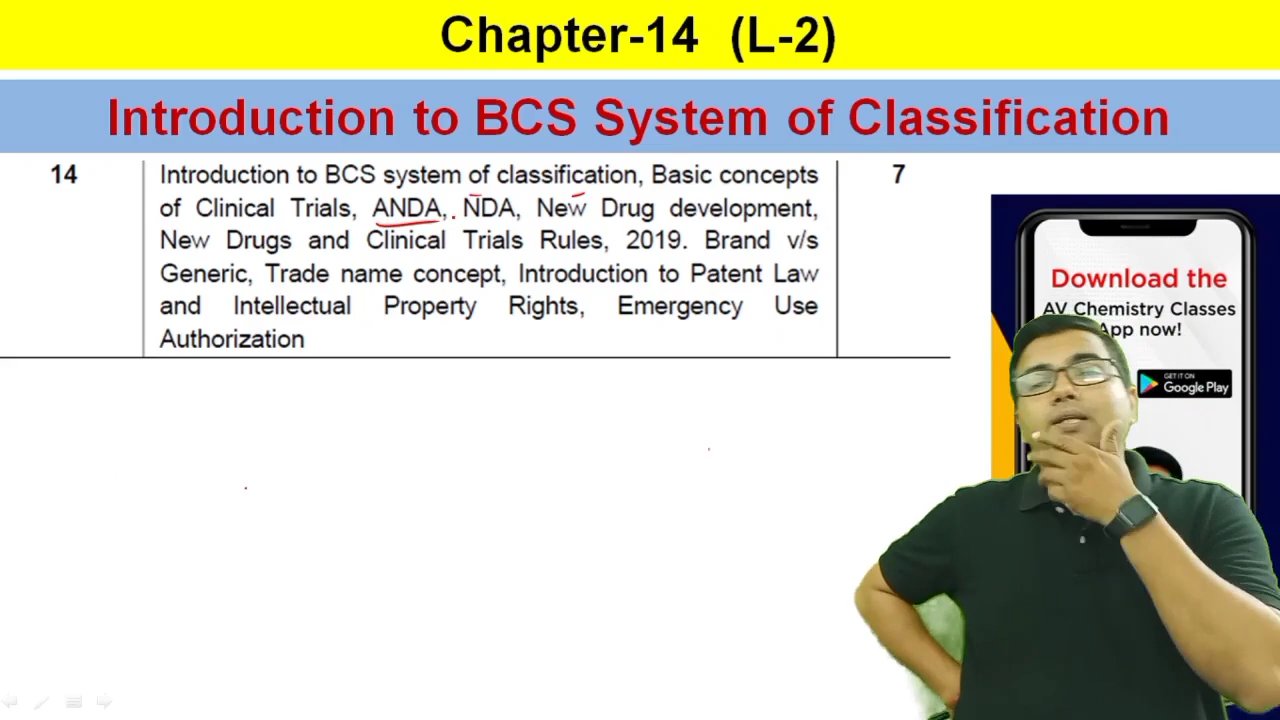 Chapter-14 (L-2)
Introduction to BCS System of Classification
14
Introduction to BCS system of classification, Basic concepts
of Clinical Trials, ANDA, NDA, New Drug development,
New Drugs and Clinical Trials Rules, 2019. Brand v/s
Generic, Trade name concept, Introduction to Patent Law
and Intellectual Property Rights, Emergency Use
Authorization
7
Download the
AV Chemistry Classes
App now!
GET IT ON
Google Play